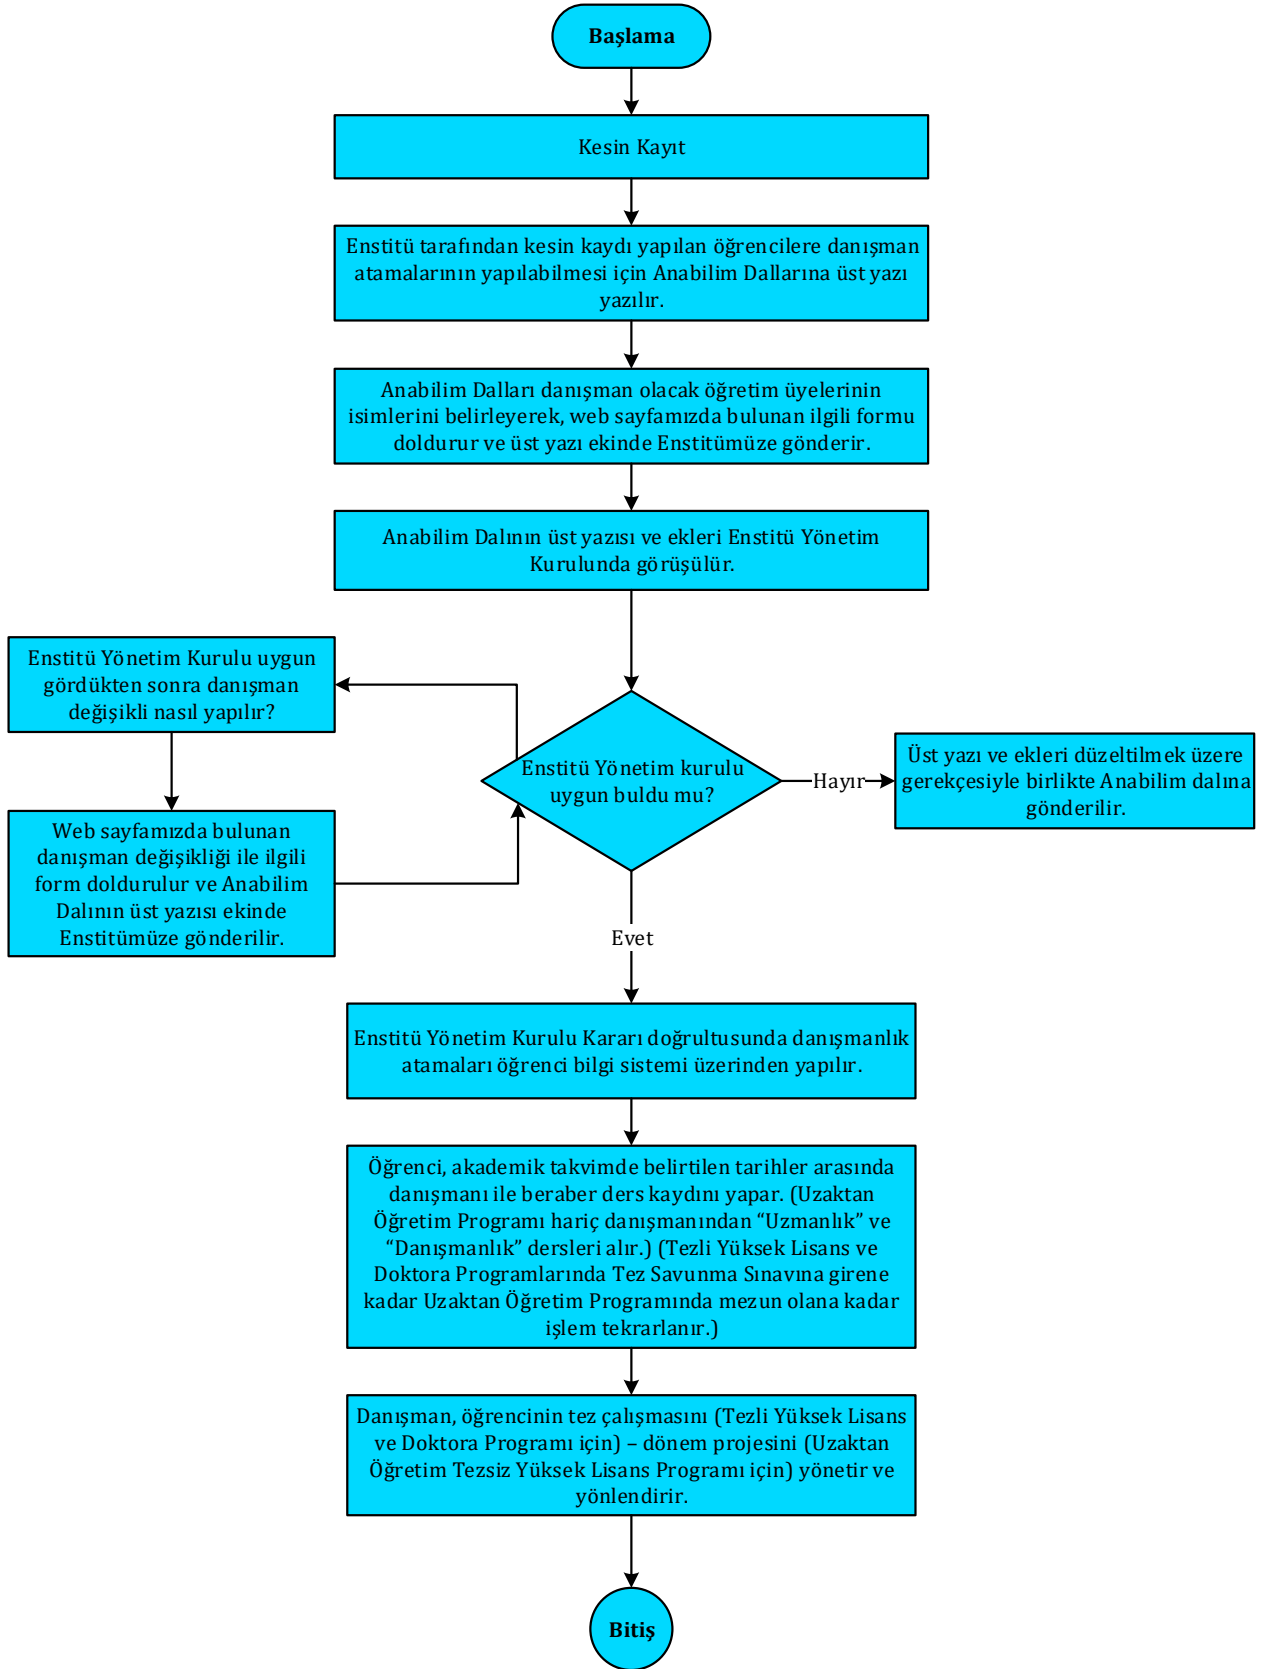 Başlama
Kesin Kayıt
Enstitü tarafından kesin kaydı yapılan öğrencilere danışman
atamalarının yapılabilmesi için Anabilim Dallarına üst yazı
yazılır.
Anabilim Dalları danışman olacak öğretim üyelerinin
isimlerini belirleyerek, web sayfamızda bulunan ilgili formu
doldurur ve üst yazı ekinde Enstitümüze gönderir.
Anabilim Dalının üst yazısı ve ekleri Enstitü Yönetim
Kurulunda görüşülür.
Enstitü Yönetim Kurulu uygun
gördükten sonra danışman
değişikli nasıl yapılır?
Web sayfamızda bulunan
danışman değişikliği ile ilgili
form doldurulur ve Anabilim
Dalının üst yazısı ekinde
Enstitümüze gönderilir.
Enstitü Yönetim kurulu
uygun buldu mu?
Hayır
Üst yazı ve ekleri düzeltilmek üzere
gerekçesiyle birlikte Anabilim dalına
gönderilir.
Evet
Enstitü Yönetim Kurulu Kararı doğrultusunda danışmanlık
atamaları öğrenci bilgi sistemi üzerinden yapılır.
Öğrenci, akademik takvimde belirtilen tarihler arasında
danışmanı ile beraber ders kaydını yapar. (Uzaktan
Öğretim Programı hariç danışmanından “Uzmanlık” ve
“Danışmanlık” dersleri alır.) (Tezli Yüksek Lisans ve
Doktora Programlarında Tez Savunma Sınavına girene
kadar Uzaktan Öğretim Programında mezun olana kadar
işlem tekrarlanır.)
Danışman, öğrencinin tez çalışmasını (Tezli Yüksek Lisans
ve Doktora Programı için) – dönem projesini (Uzaktan
Öğretim Tezsiz Yüksek Lisans Programı için) yönetir ve
yönlendirir.
Bitiş